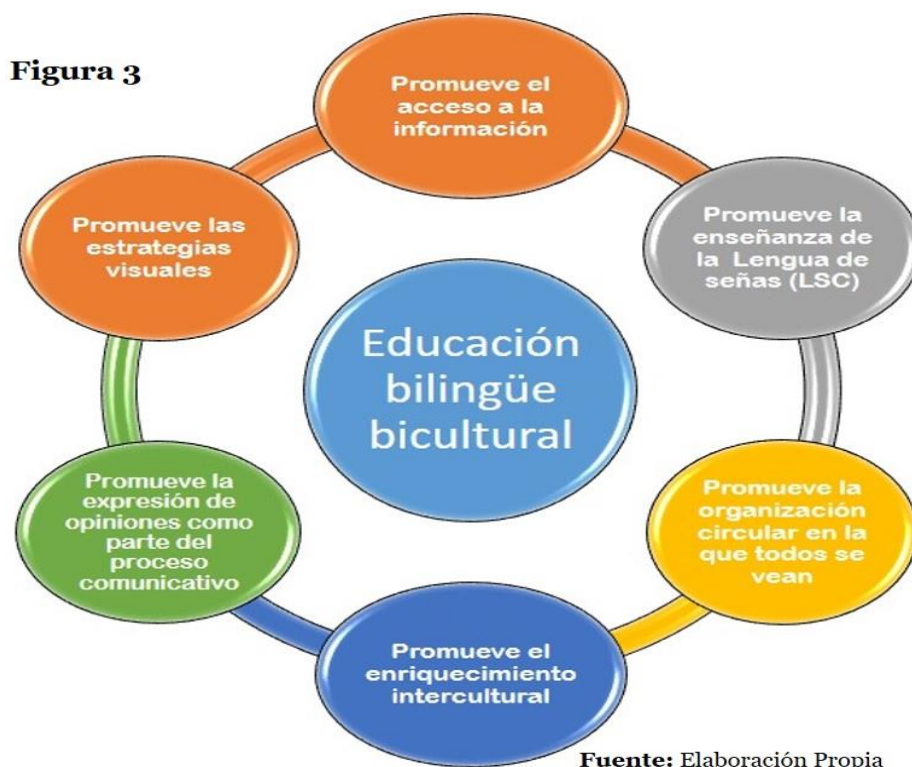 Figura 3
Promueve el
acceso a la
información
Promueve la
enseñanza de
la Lengua de
señas (LSC)
Promueve la
organización
circular en la
que todos se
vean
Promueve el
enriquecimiento
intercultural
Promueve la
expresión de
opiniones como
parte del
proceso
comunicativo
Promueve las
estrategias
visuales
Educación
bilingüe
bicultural
Fuente: Elaboración Propia